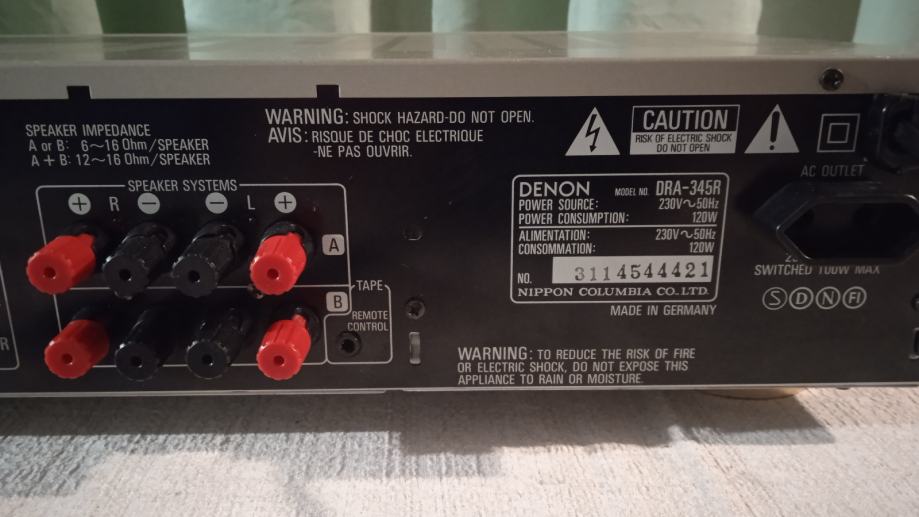 SPEAKER IMPEDANCE
A or B: 6~16 Ohm/SPEAKER
A + B: 12~16 Ohm/SPEAKER
WARNING: SHOCK HAZARD-DO NOT OPEN.
AVIS: RISQUE DE CHOC ELECTRIQUE
-NE PAS OUVRIR.
CAUTION
RISK OF ELECTRIC SHOCK
DO NOT OPEN
AC OUTLET
SWITCHED 100W MAX
S D N FI
SPEAKER SYSTEMS
+ R − − L +
A
B
TAPE
REMOTE
CONTROL
R
DENON MODEL NO. DRA-345R
POWER SOURCE: 230V~50Hz
POWER CONSUMPTION: 120W
ALIMENTATION: 230V~50Hz
CONSOMMATION: 120W
NO. 3114544421
NIPPON COLUMBIA CO. LTD.
MADE IN GERMANY
WARNING: TO REDUCE THE RISK OF FIRE
OR ELECTRIC SHOCK, DO NOT EXPOSE THIS
APPLIANCE TO RAIN OR MOISTURE.